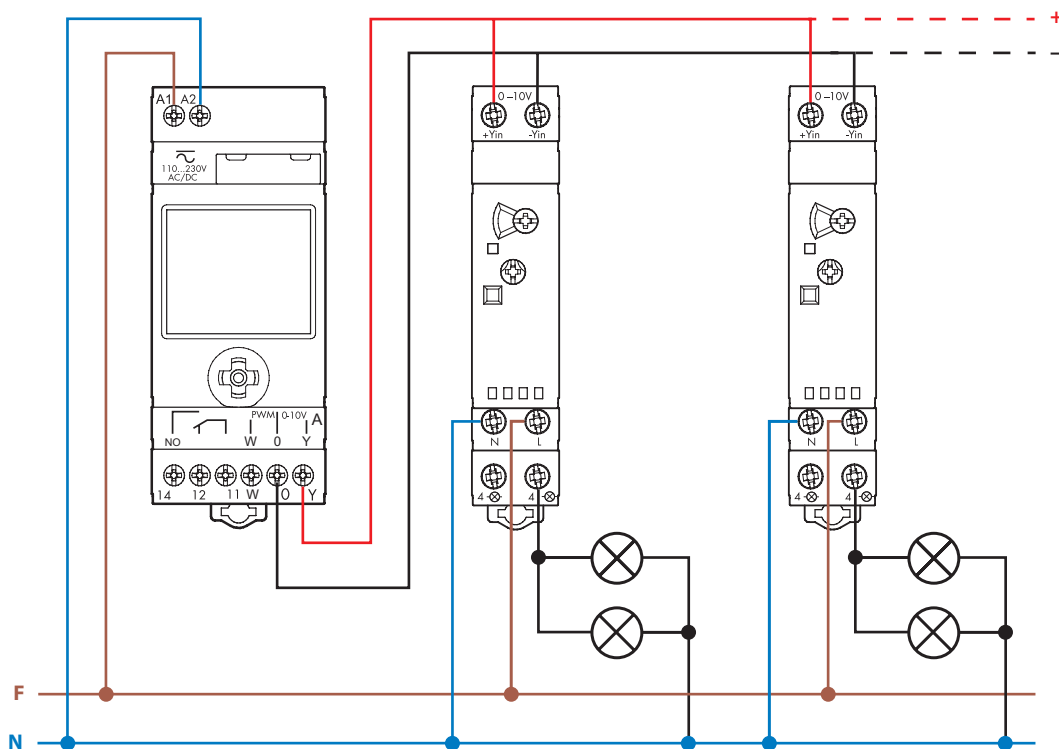 +
–
A1 A2
110...230V
AC/DC
0–10V
+Yin -Yin
0–10V
+Yin -Yin
PWM 0-10V A
NO W 0 Y
14 12 11 W O Y
N L
4 4
N L
4 4
F
N